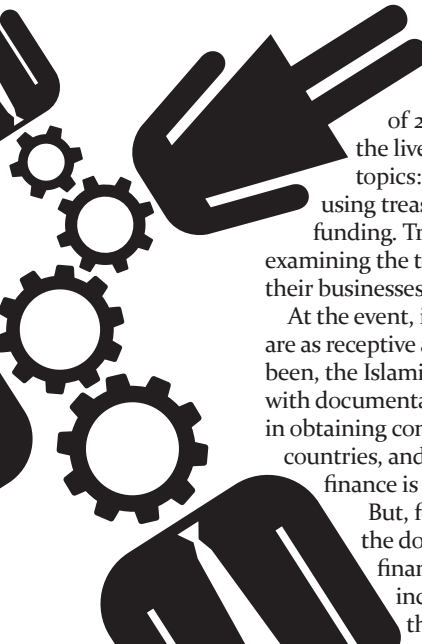 of 2
the live
topics:
using treas
funding. Tr
examining the t
their businesses
At the event, i
are as receptive a
been, the Islami
with documenta
in obtaining con
countries, and
finance is
But, f
the do
finan
inc
th